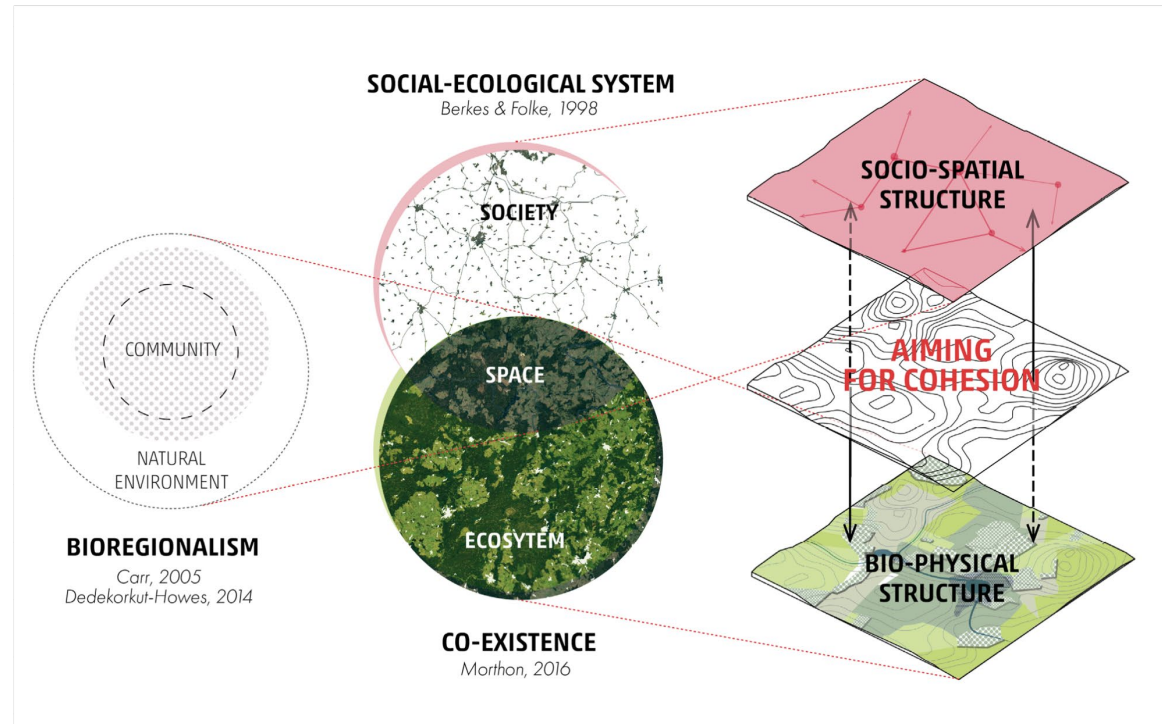 SOCIAL-ECOLOGICAL SYSTEM
Berkes & Folke, 1998
SOCIETY
SPACE
ECOSYTEM
CO-EXISTENCE
Morthon, 2016
COMMUNITY
NATURAL
ENVIRONMENT
BIOREGIONALISM
Carr, 2005
Dedekorkut-Howes, 2014
SOCIO-SPATIAL
STRUCTURE
AIMING
FOR COHESION
BIO-PHYSICAL
STRUCTURE